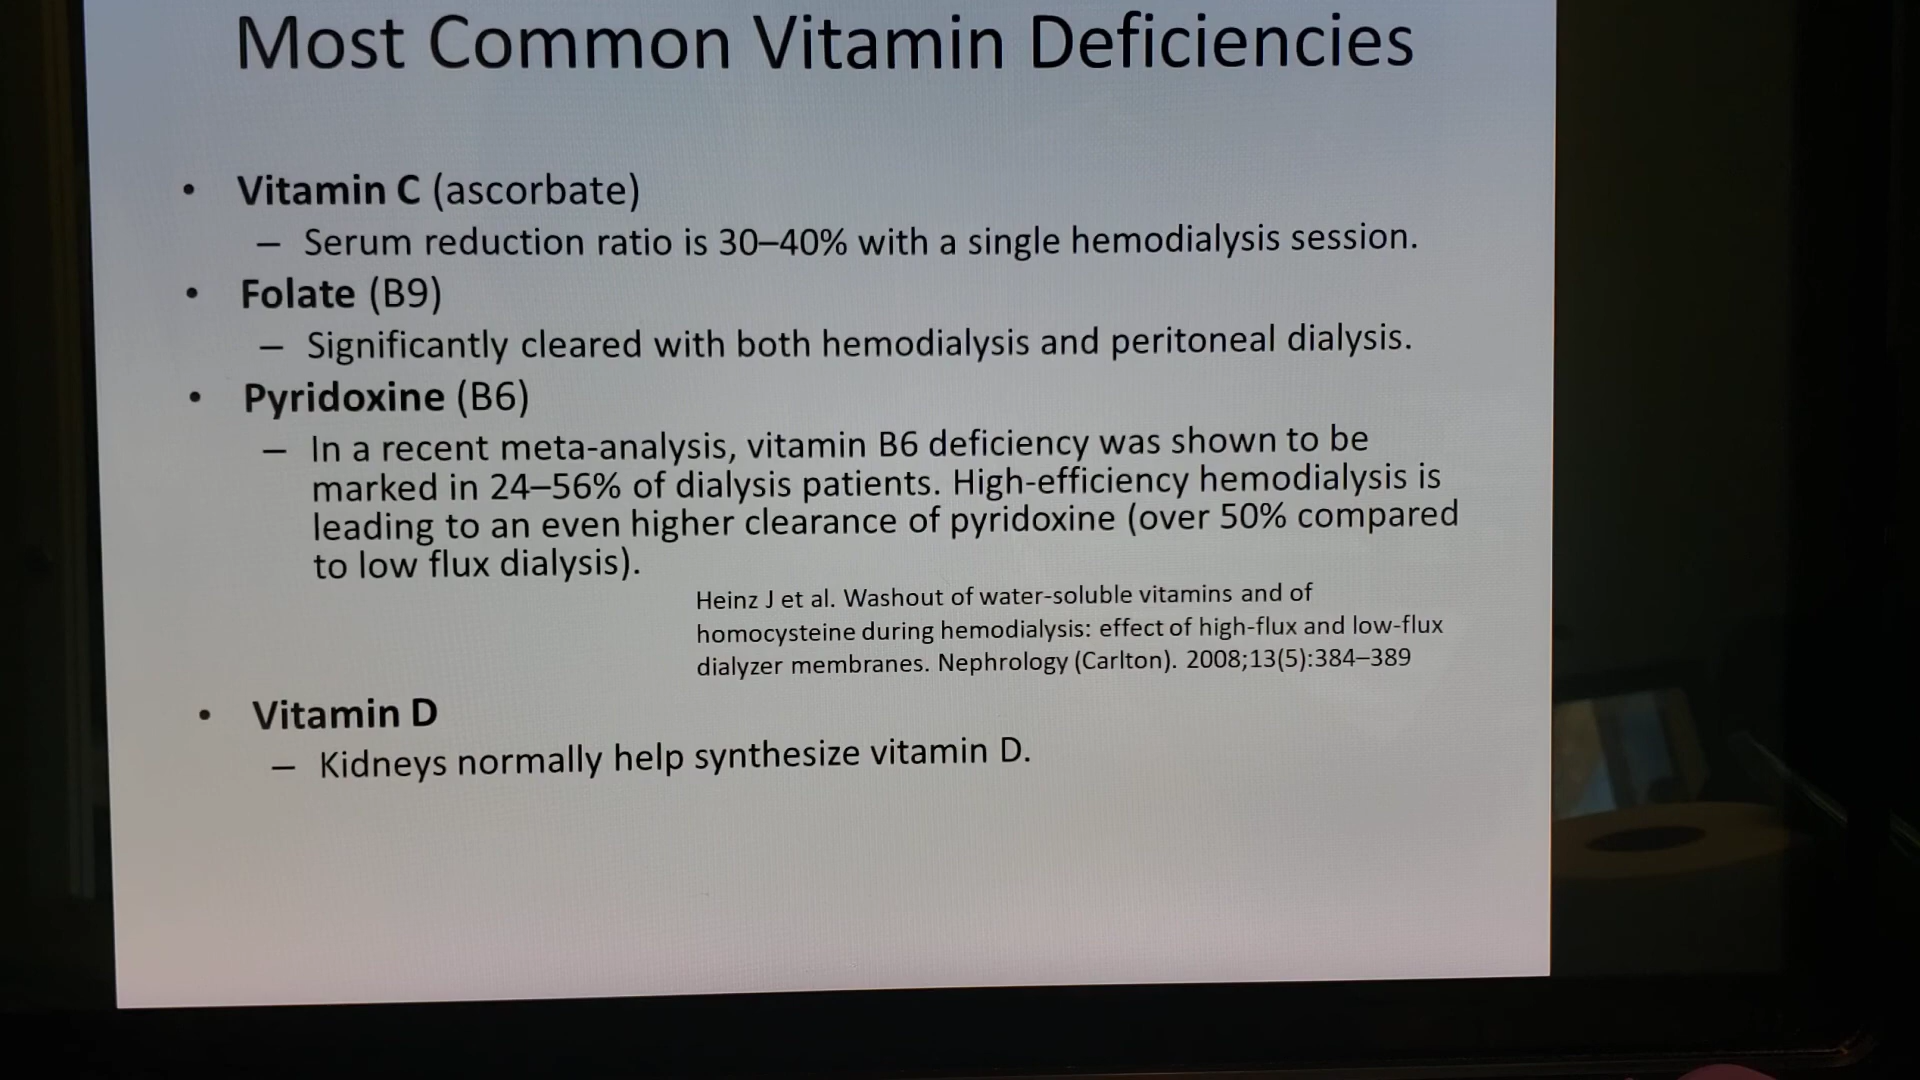 Most Common Vitamin Deficiencies
• Vitamin C (ascorbate)
– Serum reduction ratio is 30–40% with a single hemodialysis session.
• Folate (B9)
– Significantly cleared with both hemodialysis and peritoneal dialysis.
• Pyridoxine (B6)
– In a recent meta-analysis, vitamin B6 deficiency was shown to be
marked in 24–56% of dialysis patients. High-efficiency hemodialysis is
leading to an even higher clearance of pyridoxine (over 50% compared
to low flux dialysis).
Heinz J et al. Washout of water-soluble vitamins and of
homocysteine during hemodialysis: effect of high-flux and low-flux
dialyzer membranes. Nephrology (Carlton). 2008;13(5):384–389
• Vitamin D
– Kidneys normally help synthesize vitamin D.